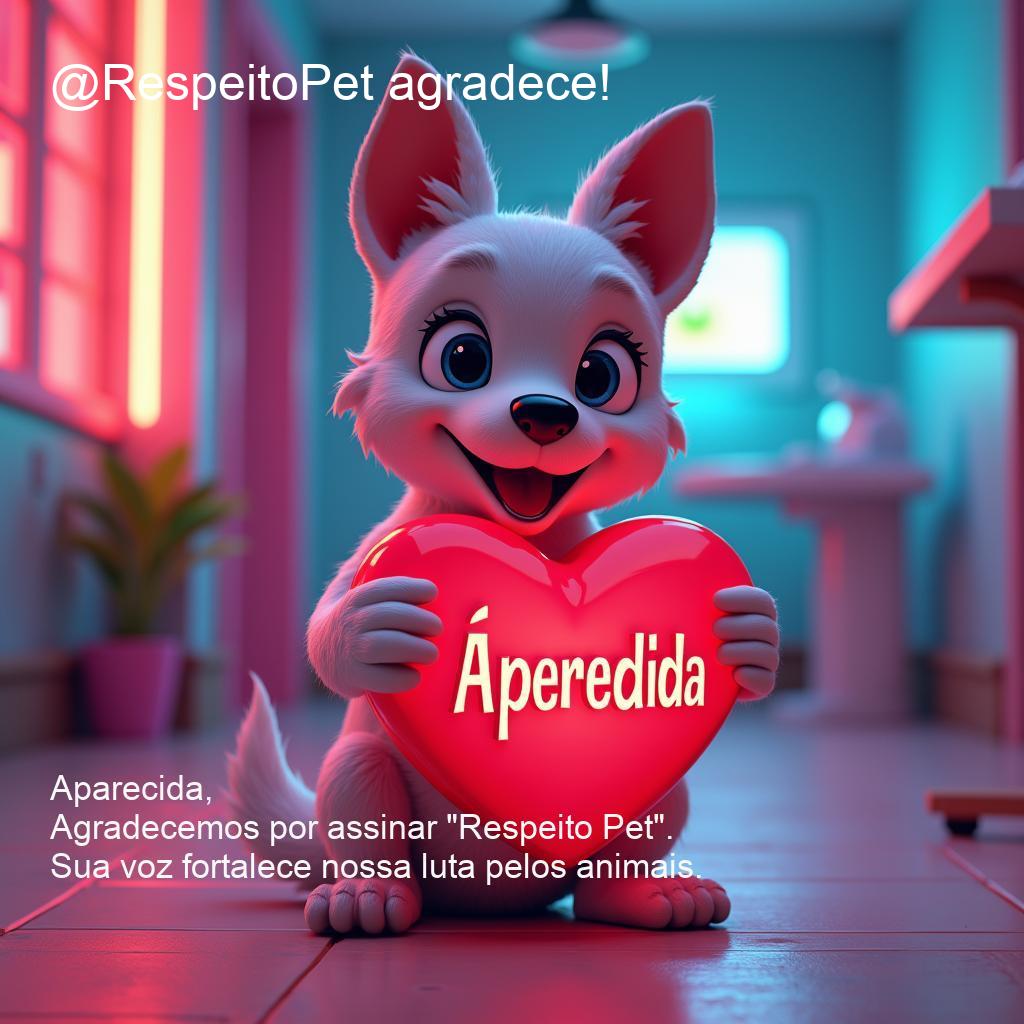 @RespeitoPet agradece!
Áperedida
Aparecida,
Agradecemos por assinar "Respeito Pet".
Sua voz fortalece nossa luta pelos animais.